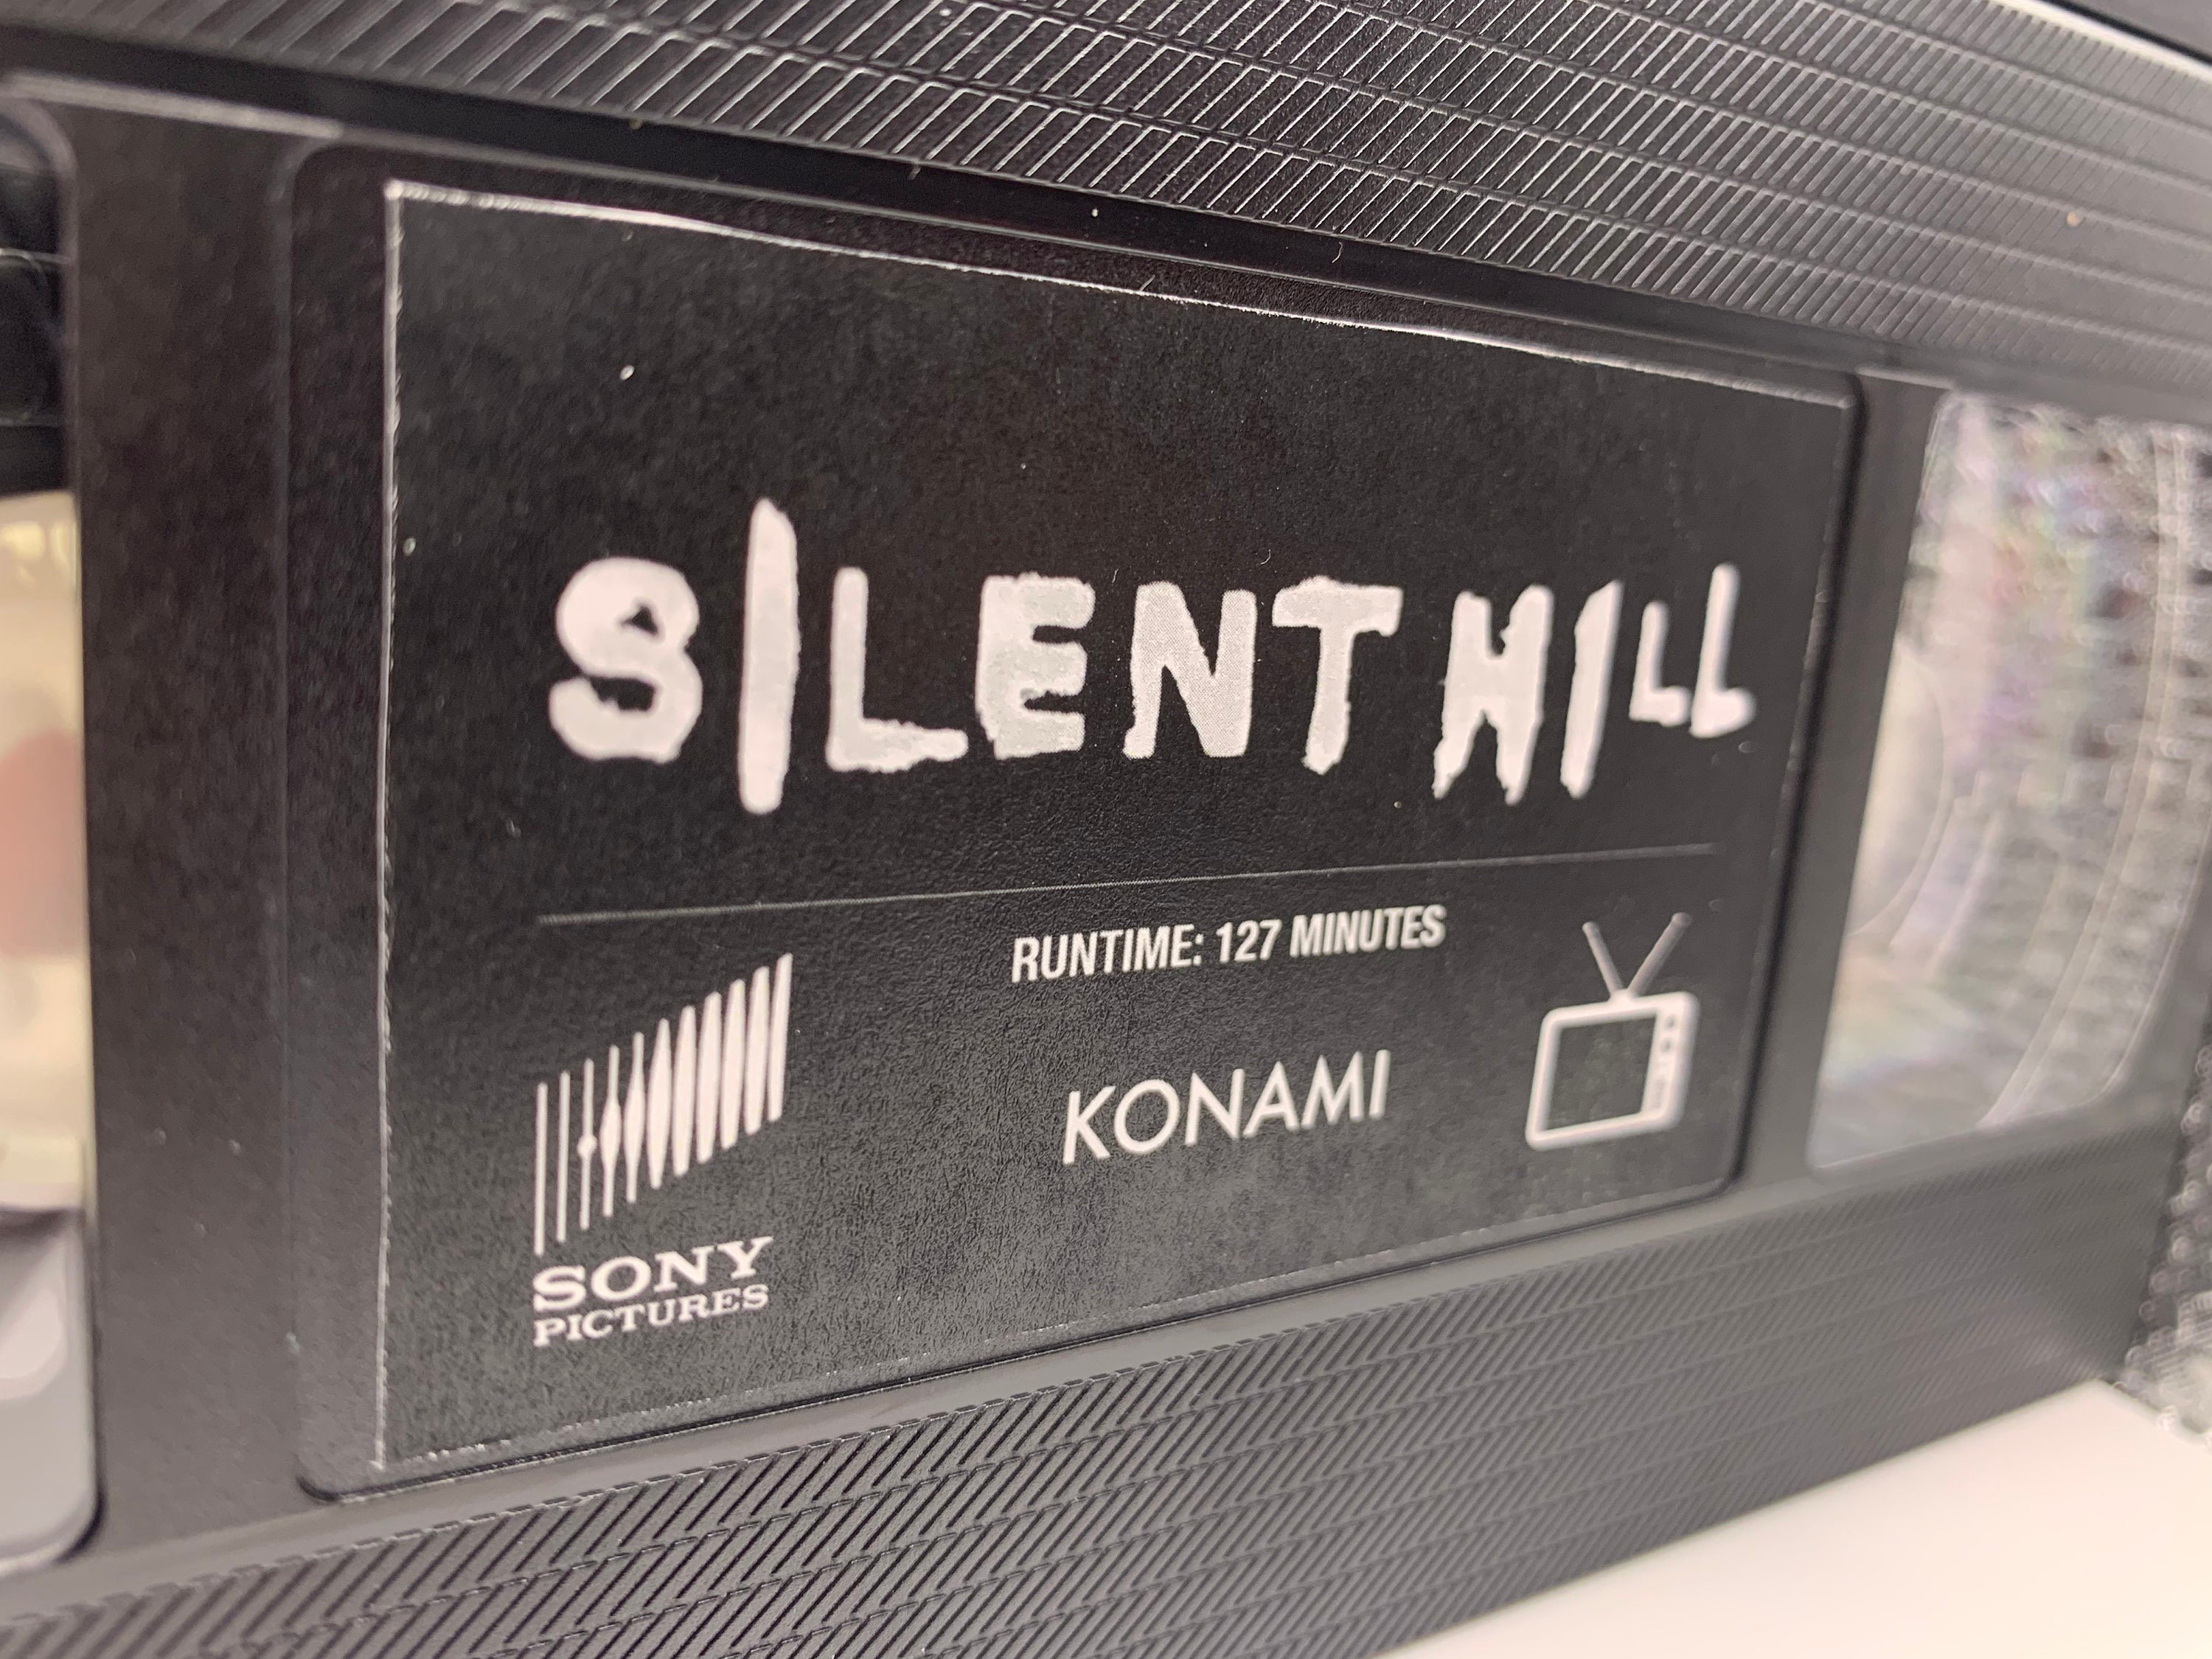 SILENT HILL
RUNTIME: 127 MINUTES
KONAMI
SONY
PICTURES